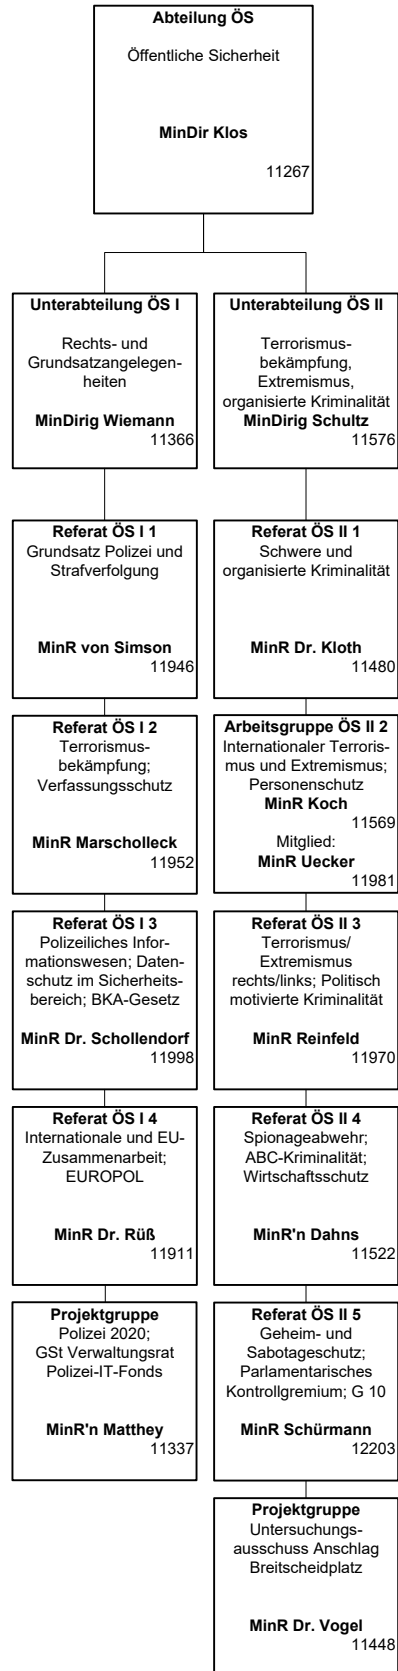 Abteilung ÖS
Öffentliche Sicherheit
MinDir Klos
11267
Unterabteilung ÖS I
Rechts- und
Grundsatzangelegen-
heiten
MinDirig Wiemann
11366
Referat ÖS I 1
Grundsatz Polizei und
Strafverfolgung
MinR von Simson
11946
Referat ÖS I 2
Terrorismus-
bekämpfung;
Verfassungsschutz
MinR Marscholleck
11952
Referat ÖS I 3
Polizeiliches Infor-
mationswesen; Daten-
schutz im Sicherheits-
bereich; BKA-Gesetz
MinR Dr. Schollendorf
11998
Referat ÖS I 4
Internationale und EU-
Zusammenarbeit;
EUROPOL
MinR Dr. Rüß
11911
Projektgruppe
Polizei 2020;
GSt Verwaltungsrat
Polizei-IT-Fonds
MinR'n Matthey
11337
Unterabteilung ÖS II
Terrorismus-
bekämpfung,
Extremismus,
organisierte Kriminalität
MinDirig Schultz
11576
Referat ÖS II 1
Schwere und
organisierte Kriminalität
MinR Dr. Kloth
11480
Arbeitsgruppe ÖS II 2
Internationaler Terroris-
mus und Extremismus;
Personenschutz
MinR Koch
11569
Mitglied:
MinR Uecker
11981
Referat ÖS II 3
Terrorismus/
Extremismus
rechts/links; Politisch
motivierte Kriminalität
MinR Reinfeld
11970
Referat ÖS II 4
Spionageabwehr;
ABC-Kriminalität;
Wirtschaftsschutz
MinR'n Dahns
11522
Referat ÖS II 5
Geheim- und
Sabotageschutz;
Parlamentarisches
Kontrollgremium; G 10
MinR Schürmann
12203
Projektgruppe
Untersuchungs-
ausschuss Anschlag
Breitscheidplatz
MinR Dr. Vogel
11448